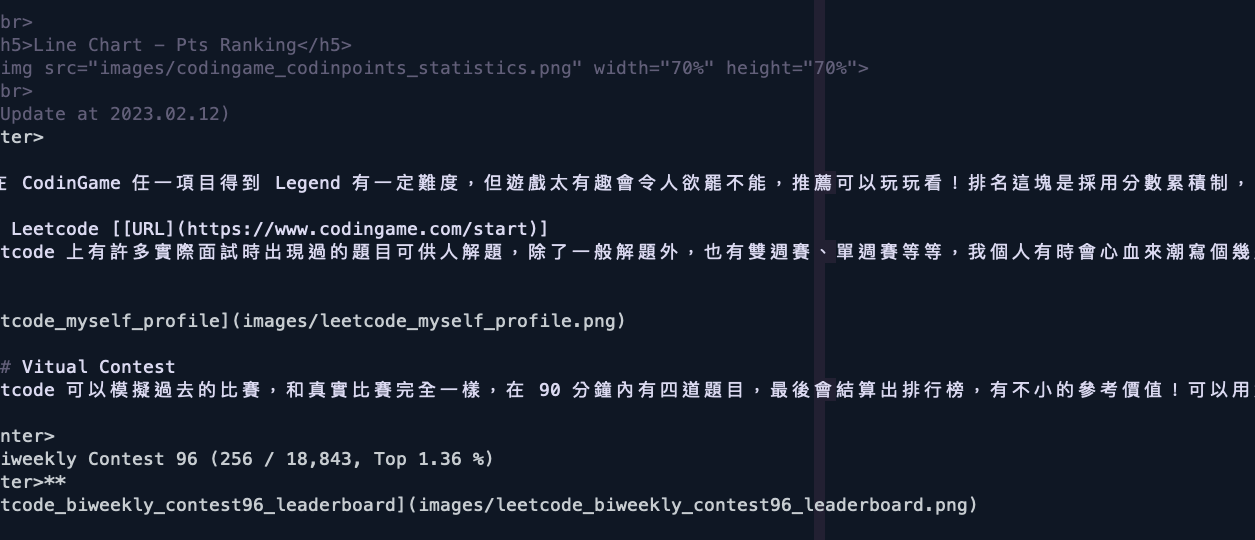 br>
h5>Line Chart - Pts Ranking</h5>
img src="images/codingame_codinpoints_statistics.png" width="70%" height="70%">
br>
Update at 2023.02.12)
ter>
在 CodinGame 任一項目得到 Legend 有一定難度，但遊戲太有趣會令人欲罷不能，推薦可以玩玩看！排名這塊是採用分數累積制，
Leetcode [[URL](https://www.codingame.com/start)]
tcode 上有許多實際面試時出現過的題目可供人解題，除了一般解題外，也有雙週賽、單週賽等等，我個人有時會心血來潮寫個幾
tcode_myself_profile](images/leetcode_myself_profile.png)
# Vitual Contest
tcode 可以模擬過去的比賽，和真實比賽完全一樣，在 90 分鐘內有四道題目，最後會結算出排行榜，有不小的參考價值！可以用
nter>
iweekly Contest 96 (256 / 18,843, Top 1.36 %)
ter>**
tcode_biweekly_contest96_leaderboard](images/leetcode_biweekly_contest96_leaderboard.png)